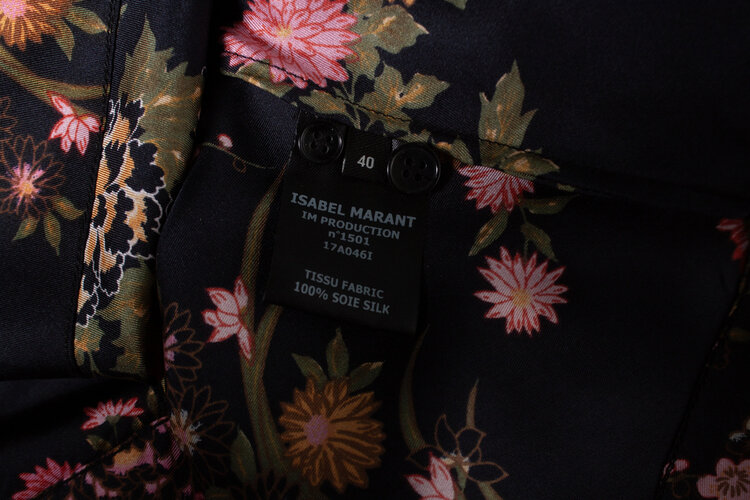 40
ISABEL MARANT
IM PRODUCTION
n°1501
17A046I
TISSU FABRIC
100% SOIE SILK